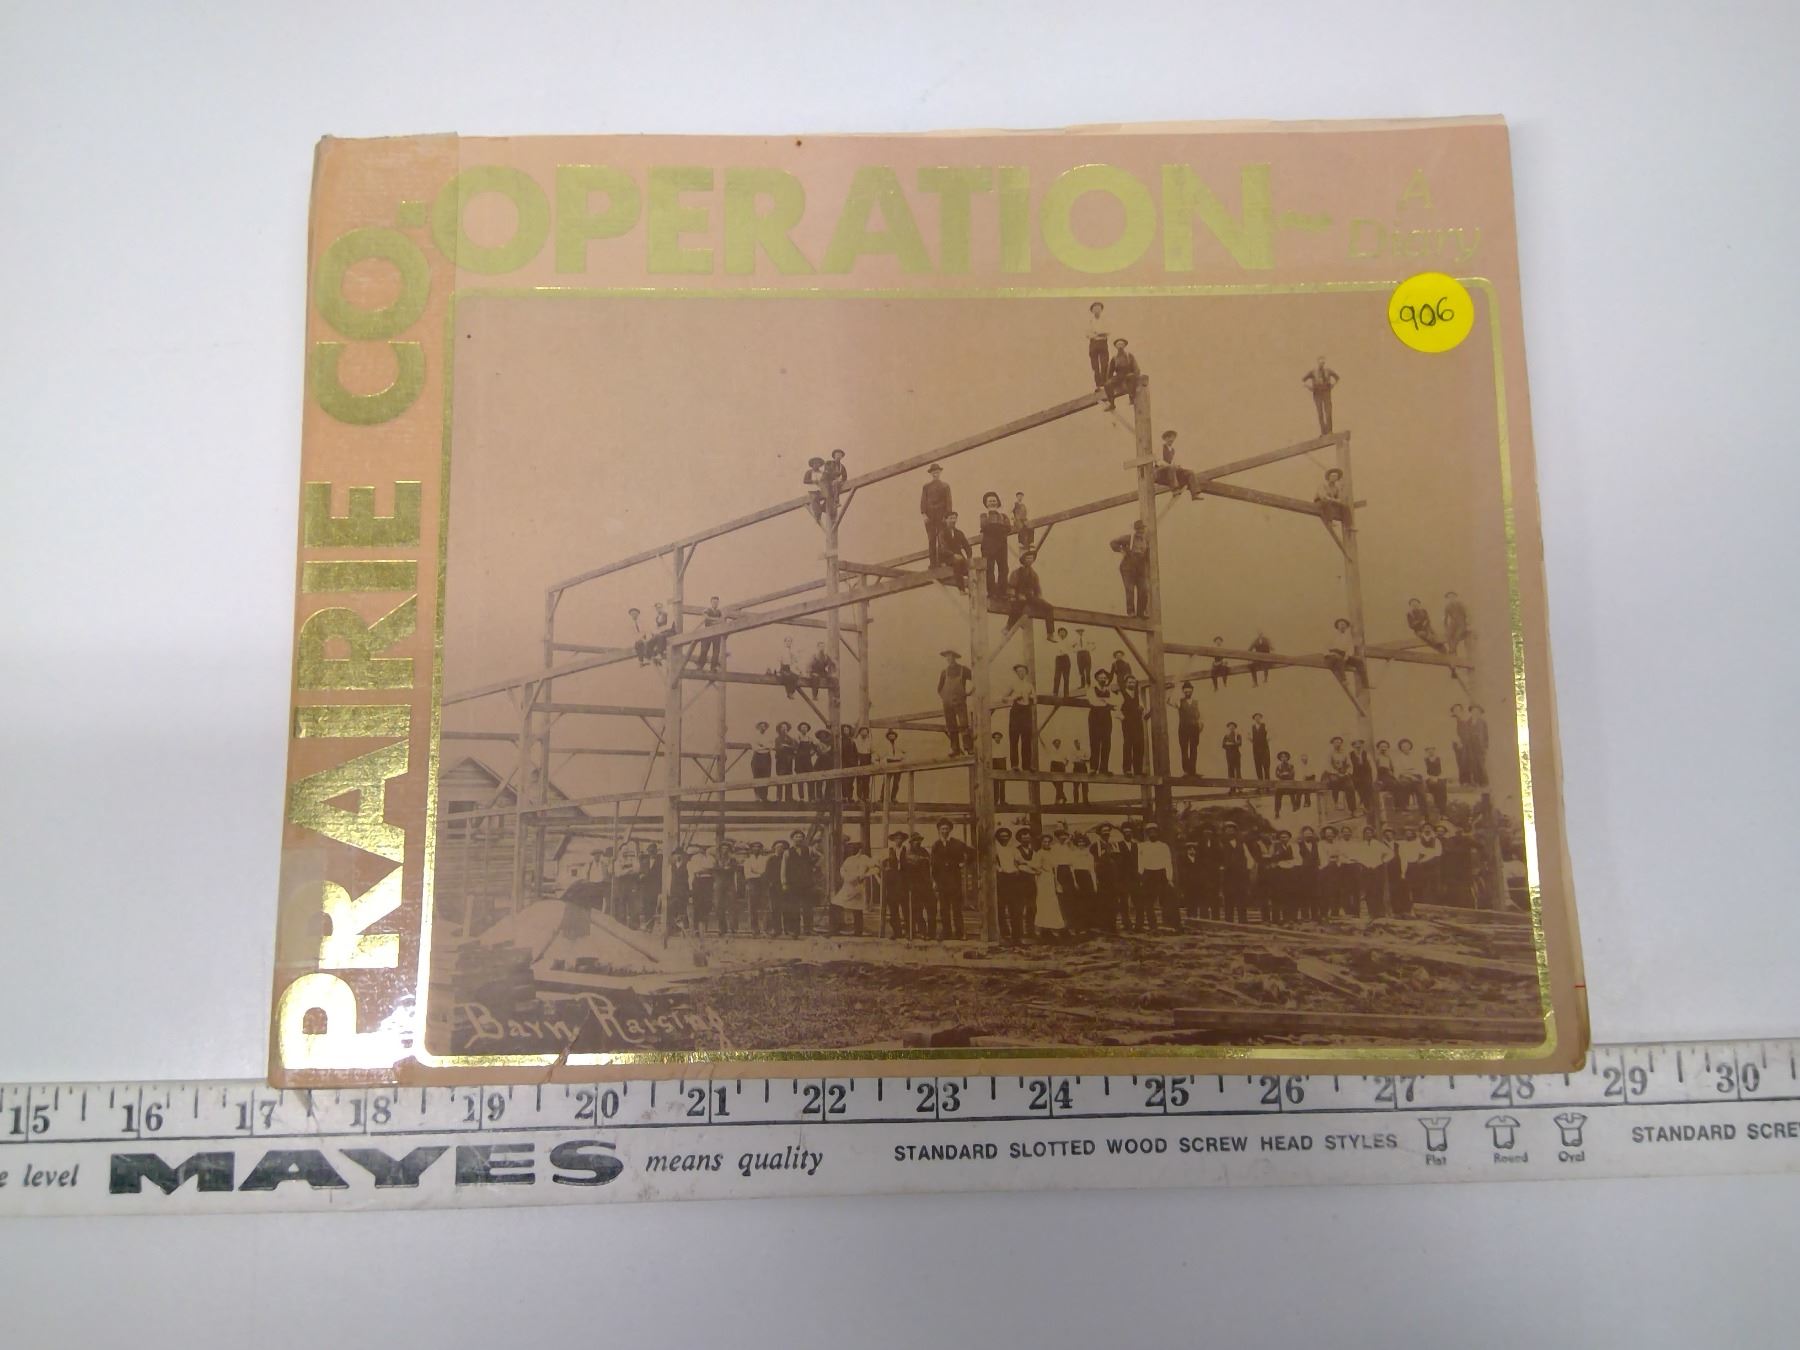 PRAIRIE CO.OPERATION— A
Diary
906
Barn Raising
15 16 17 18 19 20 21 22 23 24 25 26 27 28 29 30
e level MAYES means quality STANDARD SLOTTED WOOD SCREW HEAD STYLES STANDARD SCRE
Flat Round Oval